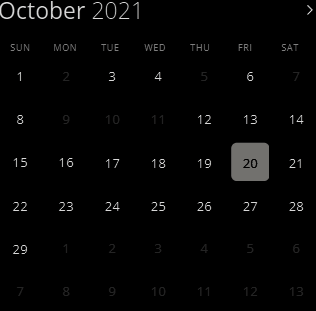 October 2021
SUN MON TUE WED THU FRI SAT
1 2 3 4 5 6 7
8 9 10 11 12 13 14
15 16 17 18 19 20 21
22 23 24 25 26 27 28
29 1 2 3 4 5 6
7 8 9 10 11 12 13